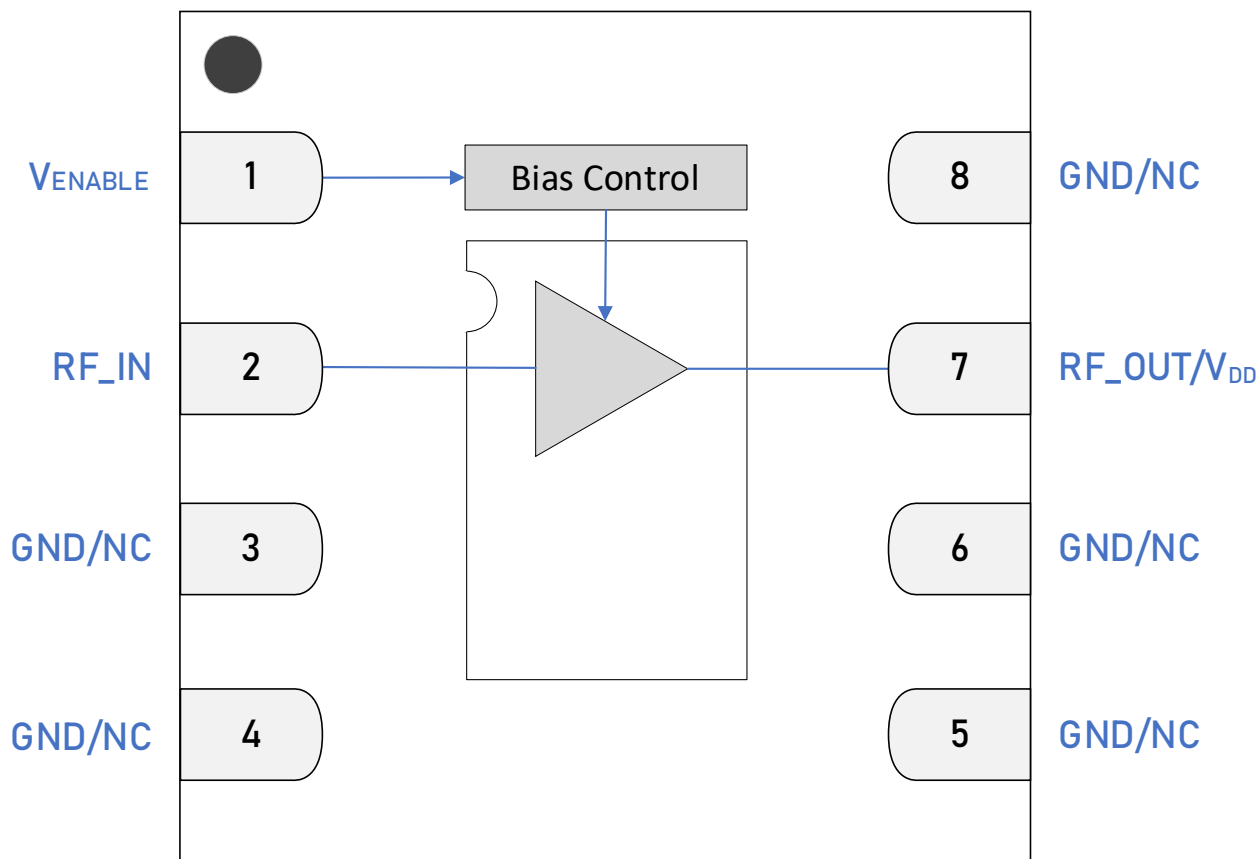 VENABLE 1 Bias Control 8 GND/NC
RF_IN 2 7 RF_OUT/VDD
GND/NC 3 6 GND/NC
GND/NC 4 5 GND/NC